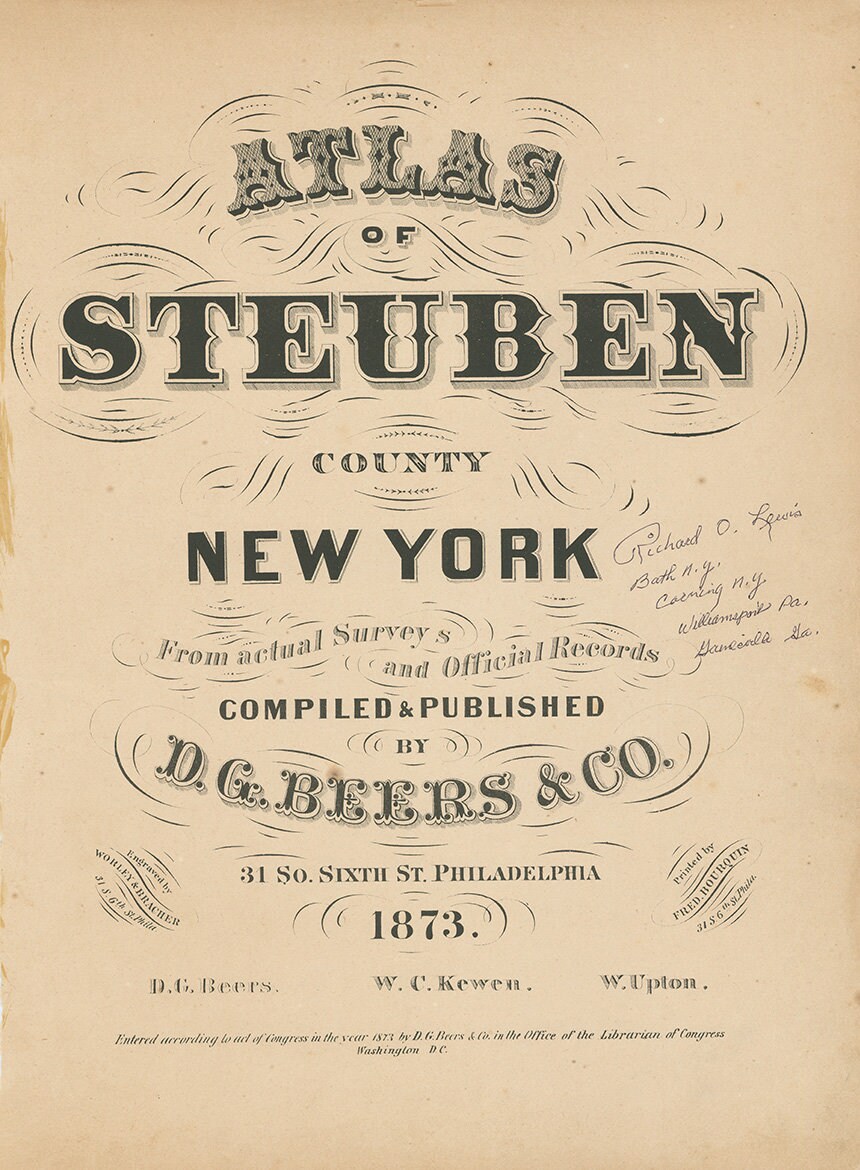 ATLAS
OF
STEUBEN
COUNTY
NEW YORK
Richard O. Lewis
Bath N.Y.
Corning N.Y.
Williamsport Pa.
Ga.
From actual Surveys
and Official Records
COMPILED & PUBLISHED
BY
D. G. BEERS & CO.
31 SO. SIXTH ST. PHILADELPHIA
Engraved by
WORLEY & BRACHER
31 S. 6th St. Phila.
Printed by
FRED. BOURQUIN
31 S. 6th St. Phila.
1873.
D. G. Beers.
W. C. Kewen.
W. Upton.
Entered according to act of Congress in the year 1873 by D. G. Beers & Co. in the Office of the Librarian of Congress
Washington D C.